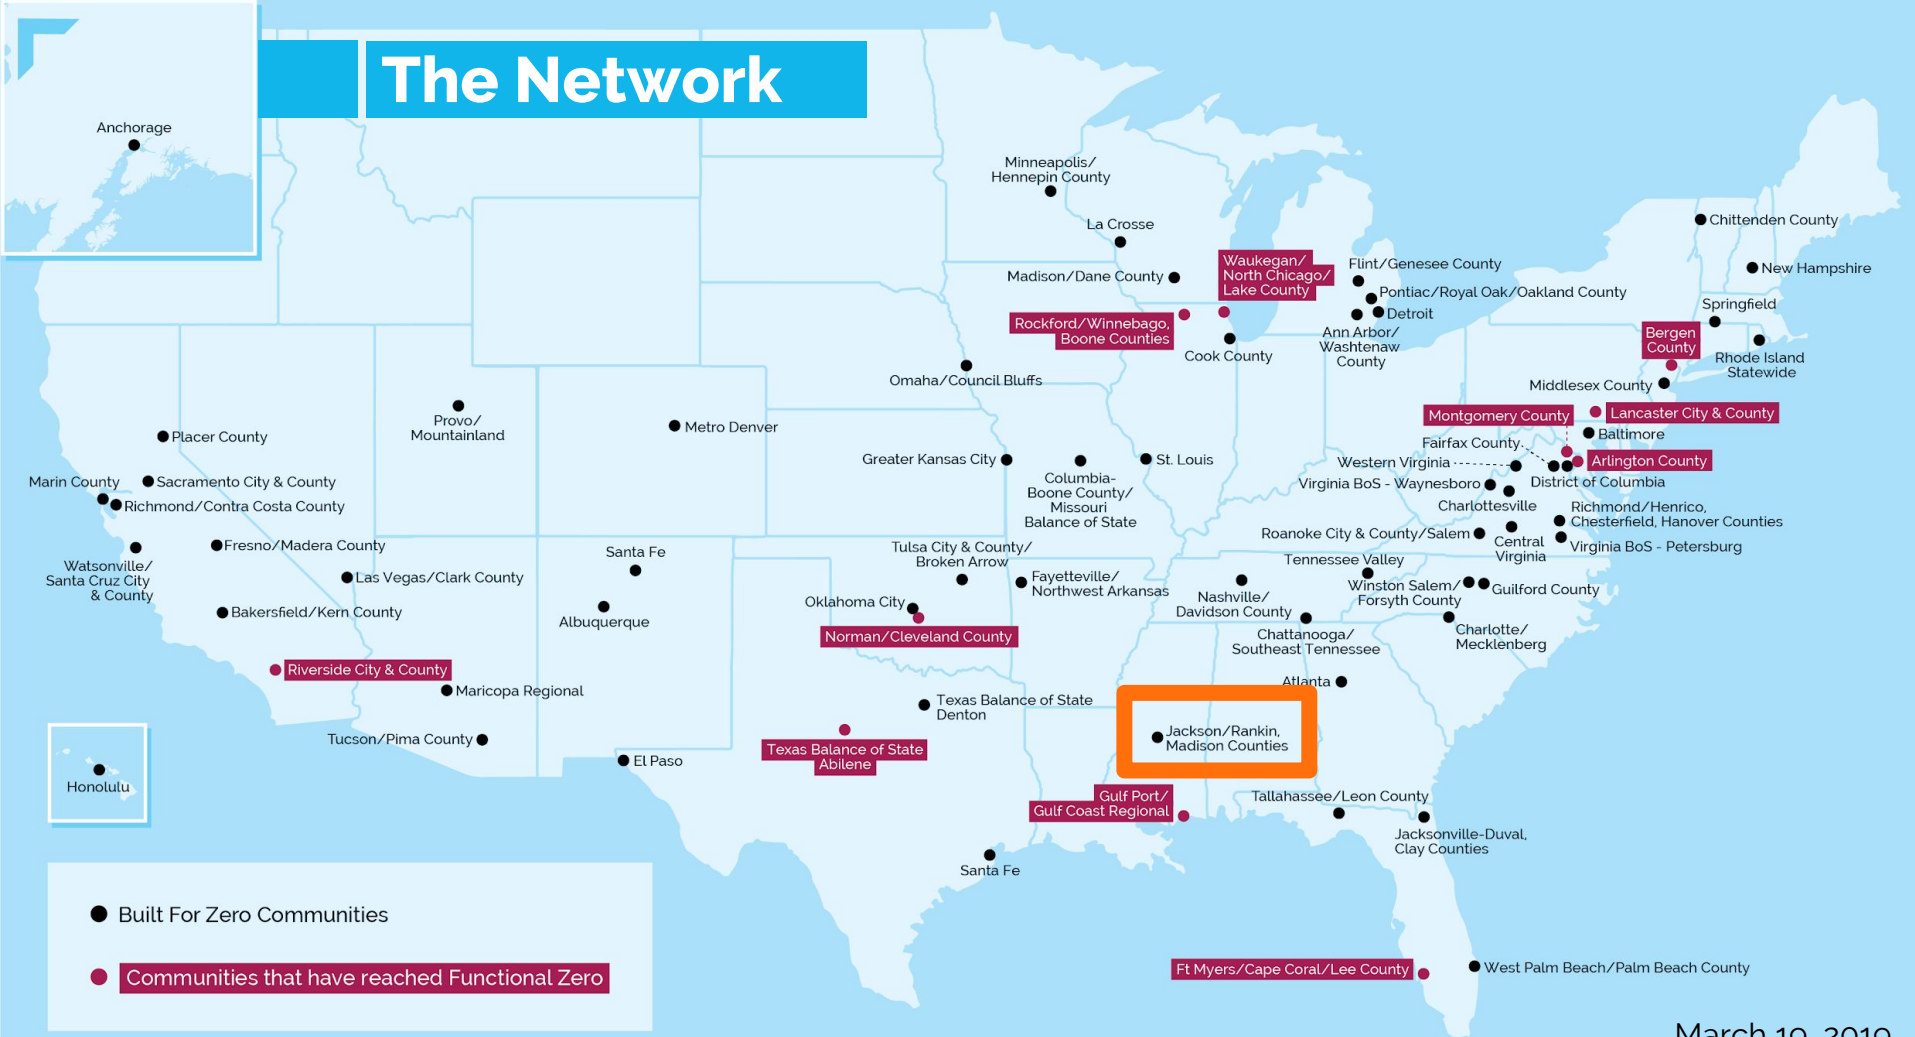 The Network
Anchorage
Minneapolis/
Hennepin County
La Crosse
Madison/Dane County
Waukegan/
North Chicago/
Lake County
Rockford/Winnebago,
Boone Counties
Cook County
Flint/Genesee County
Pontiac/Royal Oak/Oakland County
Detroit
Ann Arbor/
Washtenaw
County
Chittenden County
New Hampshire
Springfield
Bergen
County
Rhode Island
Statewide
Middlesex County
Omaha/Council Bluffs
Provo/
Mountainland
Metro Denver
Placer County
Marin County
Sacramento City & County
Richmond/Contra Costa County
Greater Kansas City
Columbia-
Boone County/
Missouri
Balance of State
St. Louis
Montgomery County
Lancaster City & County
Fairfax County
Baltimore
Western Virginia
Arlington County
Virginia BoS - Waynesboro
District of Columbia
Charlottesville
Richmond/Henrico,
Chesterfield, Hanover Counties
Roanoke City & County/Salem
Central
Virginia
Virginia BoS - Petersburg
Fresno/Madera County
Watsonville/
Santa Cruz City
& County
Las Vegas/Clark County
Bakersfield/Kern County
Santa Fe
Albuquerque
Tulsa City & County/
Broken Arrow
Fayetteville/
Northwest Arkansas
Oklahoma City
Norman/Cleveland County
Tennessee Valley
Nashville/
Davidson County
Winston Salem/
Forsyth County
Guilford County
Chattanooga/
Southeast Tennessee
Charlotte/
Mecklenberg
Riverside City & County
Maricopa Regional
Tucson/Pima County
Atlanta
Texas Balance of State
Denton
Texas Balance of State
Abilene
Jackson/Rankin,
Madison Counties
El Paso
Honolulu
Gulf Port/
Gulf Coast Regional
Tallahassee/Leon County
Jacksonville-Duval,
Clay Counties
Santa Fe
Built For Zero Communities
Communities that have reached Functional Zero
Ft Myers/Cape Coral/Lee County
West Palm Beach/Palm Beach County
March 19, 2019